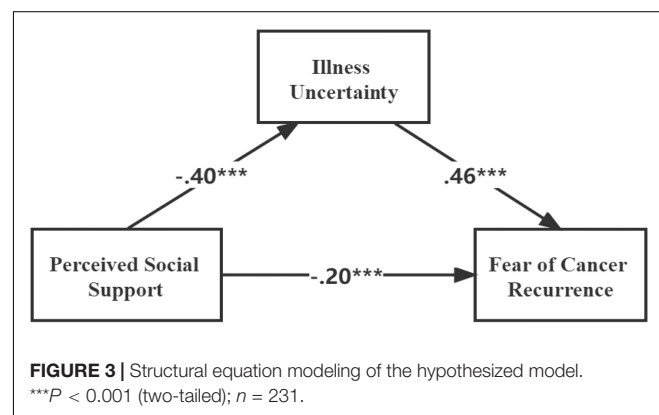 Illness
Uncertainty
-.40***
.46***
Perceived Social
Support
-.20***
Fear of Cancer
Recurrence
FIGURE 3 | Structural equation modeling of the hypothesized model.
***P < 0.001 (two-tailed); n = 231.